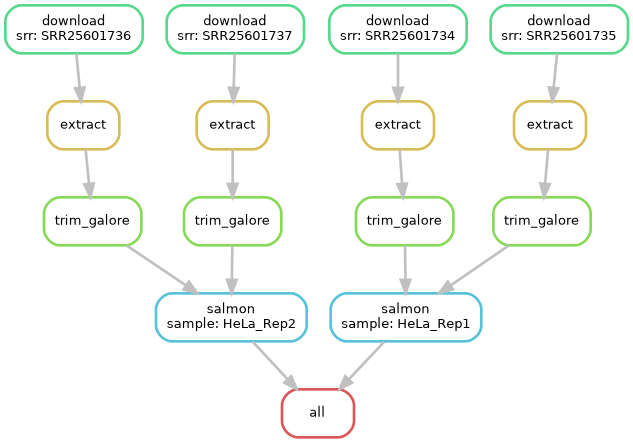 download
srr: SRR25601736
download
srr: SRR25601737
download
srr: SRR25601734
download
srr: SRR25601735
extract
extract
extract
extract
trim_galore
trim_galore
trim_galore
trim_galore
salmon
sample: HeLa_Rep2
salmon
sample: HeLa_Rep1
all